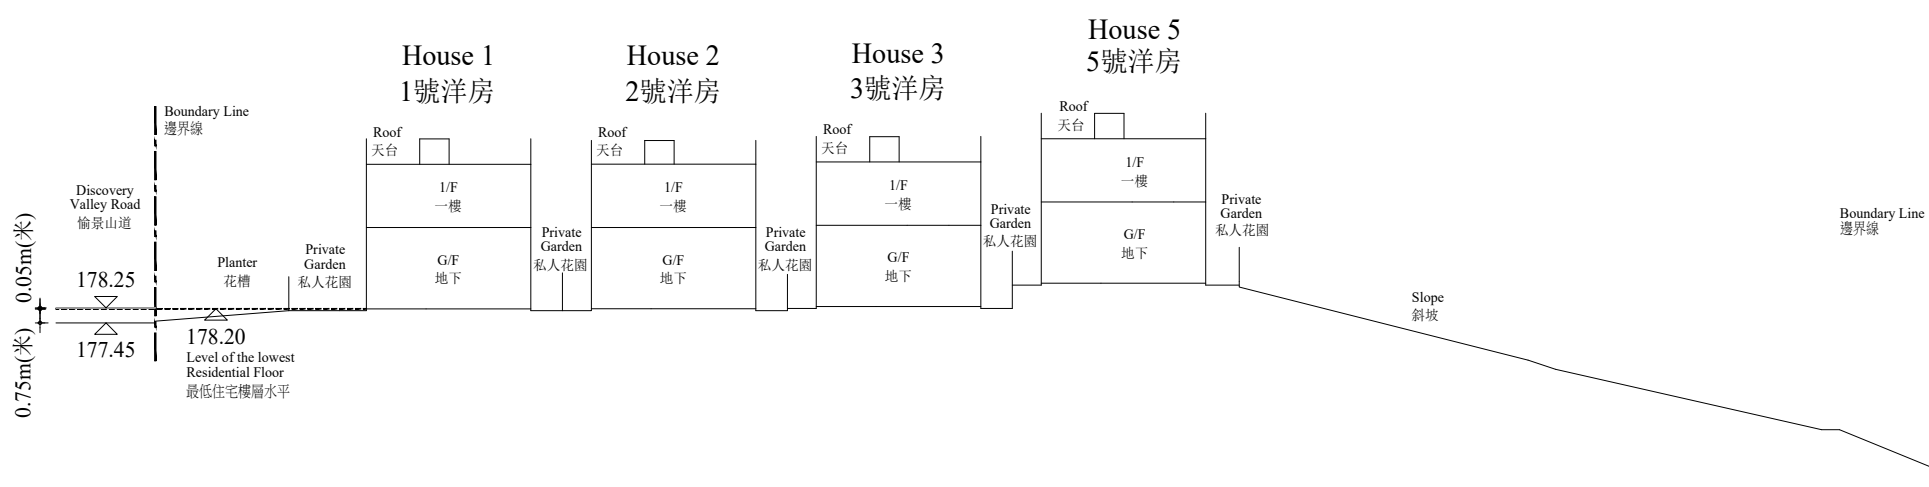 House 1
1號洋房
House 2
2號洋房
House 3
3號洋房
House 5
5號洋房
Boundary Line
邊界線
Roof
天台
Roof
天台
Roof
天台
Roof
天台
1/F
一樓
1/F
一樓
1/F
一樓
1/F
一樓
Discovery
Valley Road
愉景山道
Planter
花槽
Private
Garden
私人花園
G/F
地下
Private
Garden
私人花園
G/F
地下
Private
Garden
私人花園
G/F
地下
Private
Garden
私人花園
G/F
地下
Private
Garden
私人花園
Boundary Line
邊界線
Slope
斜坡
0.05m(米)
0.75m(米)
178.25
177.45
178.20
Level of the lowest
Residential Floor
最低住宅樓層水平